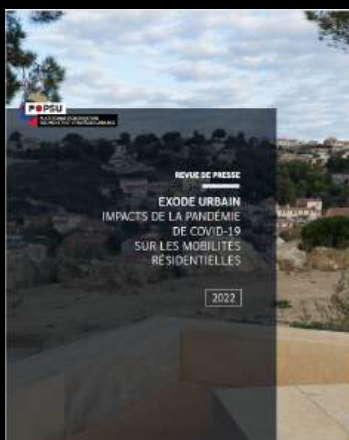 POPSU
REVUE DE PRESSE
EXODE URBAIN
IMPACTS DE LA PANDÉMIE
DE COVID-19
SUR LES MOBILITÉS
RÉSIDENTIELLES
2022